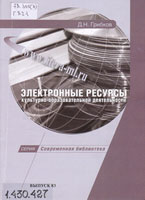 Д.Н. Грибков
ЭЛЕКТРОННЫЕ РЕСУРСЫ
культурно-образовательной деятельности
СЕРИЯ Современная библиотека
ВЫПУСК 83
1.430.427